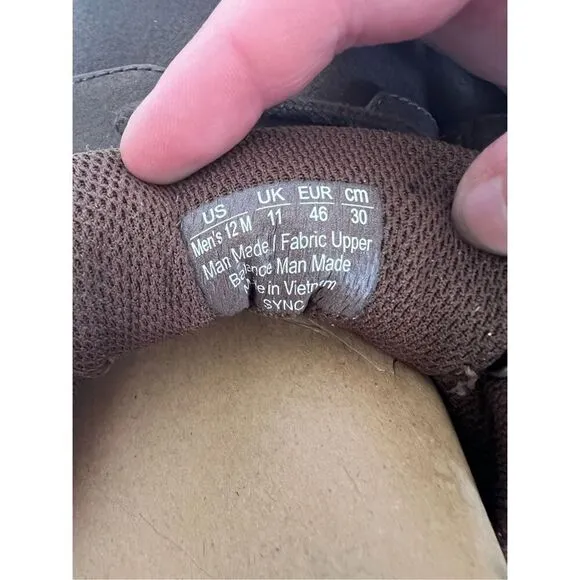 US UK EUR cm
Men's 12 M 11 46 30
Man Made / Fabric Upper
Balance Man Made
Made in Vietnam
SYNC